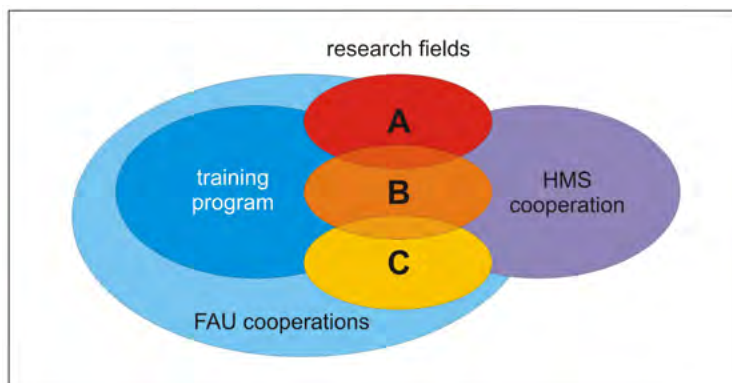 research fields
A
training
program
B
HMS
cooperation
C
FAU cooperations